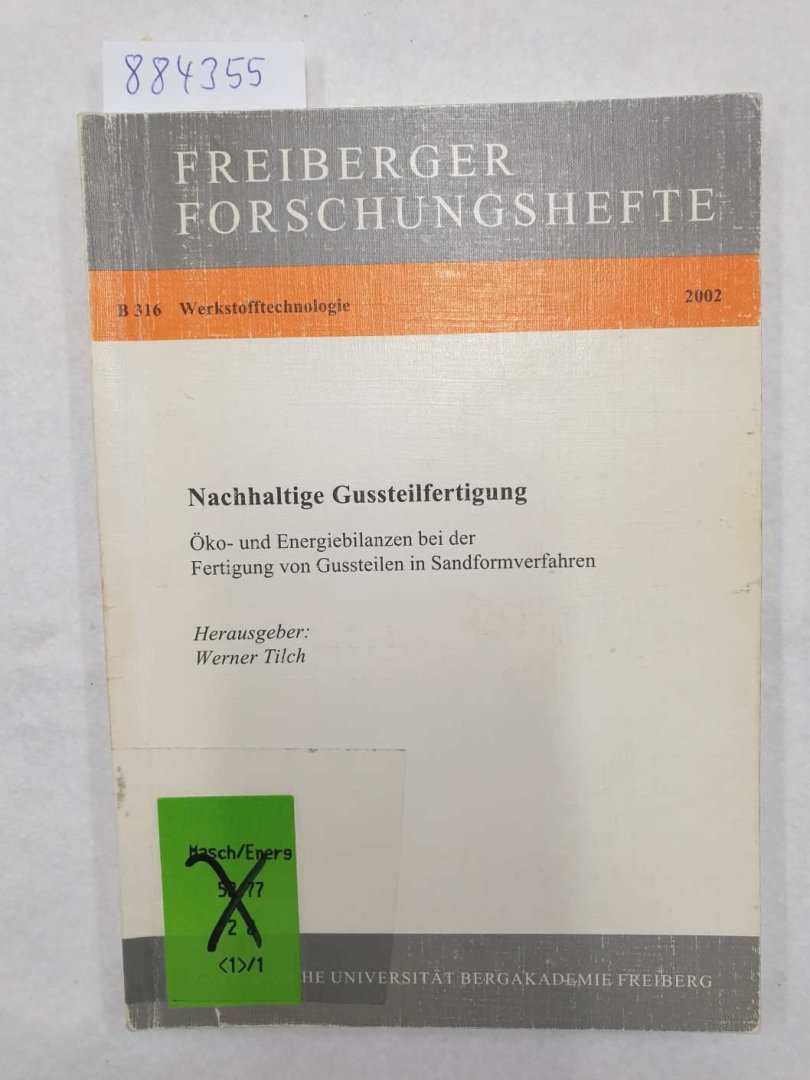 884355
FREIBERGER
FORSCHUNGSHEFTE
B 316 Werkstofftechnologie 2002
Nachhaltige Gussteilfertigung
Öko- und Energiebilanzen bei der
Fertigung von Gussteilen in Sandformverfahren
Herausgeber:
Werner Tilch
Masch/Energ
<1>/1
UNIVERSITÄT BERGAKADEMIE FREIBERG